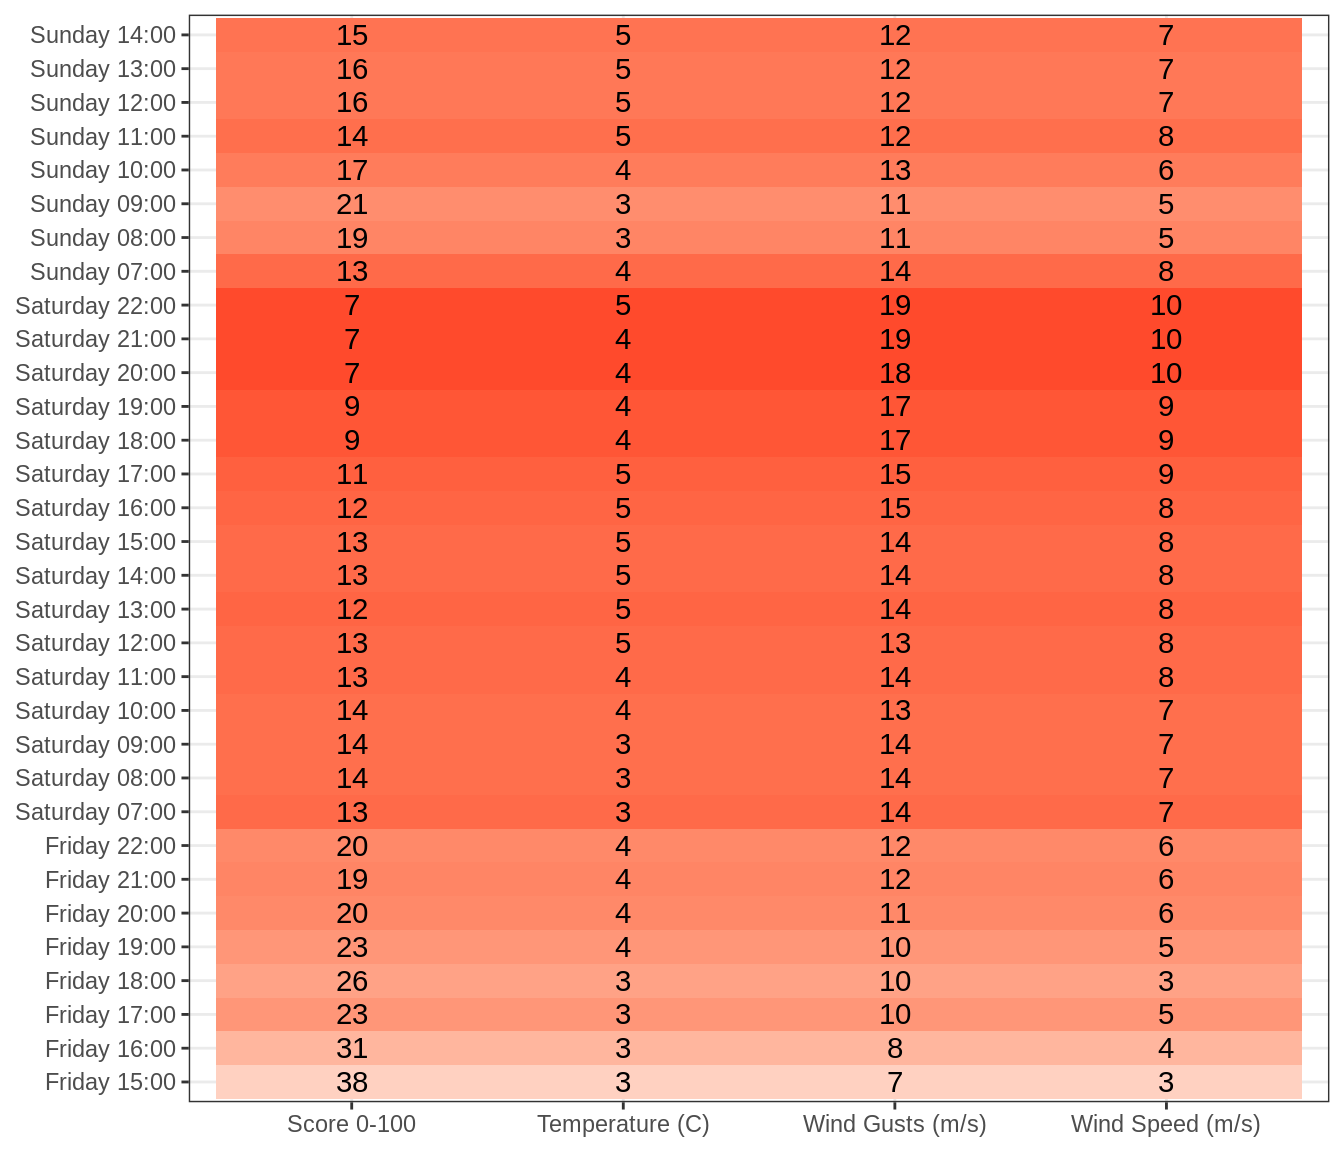 Sunday 14:00 15 5 12 7
Sunday 13:00 16 5 12 7
Sunday 12:00 16 5 12 7
Sunday 11:00 14 5 12 8
Sunday 10:00 17 4 13 6
Sunday 09:00 21 3 11 5
Sunday 08:00 19 3 11 5
Sunday 07:00 13 4 14 8
Saturday 22:00 7 5 19 10
Saturday 21:00 7 4 19 10
Saturday 20:00 7 4 18 10
Saturday 19:00 9 4 17 9
Saturday 18:00 9 4 17 9
Saturday 17:00 11 5 15 9
Saturday 16:00 12 5 15 8
Saturday 15:00 13 5 14 8
Saturday 14:00 13 5 14 8
Saturday 13:00 12 5 14 8
Saturday 12:00 13 5 13 8
Saturday 11:00 13 4 14 8
Saturday 10:00 14 4 13 7
Saturday 09:00 14 3 14 7
Saturday 08:00 14 3 14 7
Saturday 07:00 13 3 14 7
Friday 22:00 20 4 12 6
Friday 21:00 19 4 12 6
Friday 20:00 20 4 11 6
Friday 19:00 23 4 10 5
Friday 18:00 26 3 10 3
Friday 17:00 23 3 10 5
Friday 16:00 31 3 8 4
Friday 15:00 38 3 7 3
Score 0-100 Temperature (C) Wind Gusts (m/s) Wind Speed (m/s)